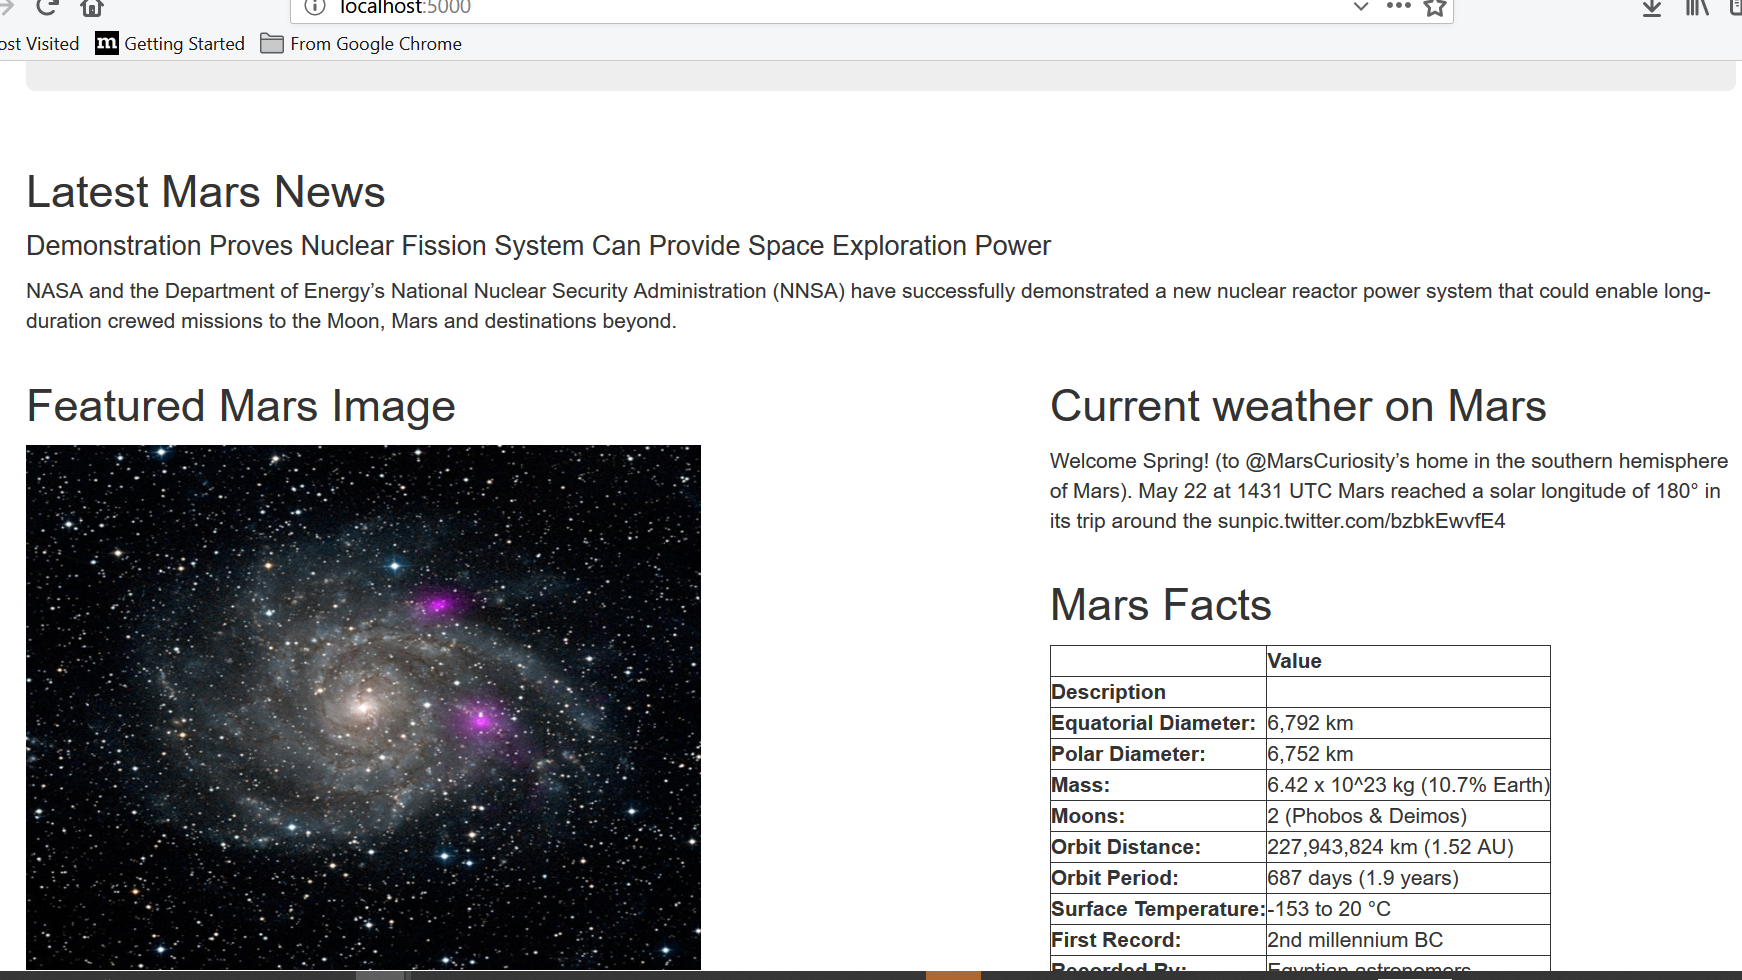 localhost:5000
ost Visited
m Getting Started
From Google Chrome
Latest Mars News
Demonstration Proves Nuclear Fission System Can Provide Space Exploration Power
NASA and the Department of Energy’s National Nuclear Security Administration (NNSA) have successfully demonstrated a new nuclear reactor power system that could enable long-
duration crewed missions to the Moon, Mars and destinations beyond.
Featured Mars Image
Current weather on Mars
Welcome Spring! (to @MarsCuriosity’s home in the southern hemisphere
of Mars). May 22 at 1431 UTC Mars reached a solar longitude of 180° in
its trip around the sunpic.twitter.com/bzbkEwvfE4
Mars Facts
Value
Description
Equatorial Diameter: 6,792 km
Polar Diameter: 6,752 km
Mass: 6.42 x 10^23 kg (10.7% Earth)
Moons: 2 (Phobos & Deimos)
Orbit Distance: 227,943,824 km (1.52 AU)
Orbit Period: 687 days (1.9 years)
Surface Temperature: -153 to 20 °C
First Record: 2nd millennium BC
Recorded By: Egyptian astronomers